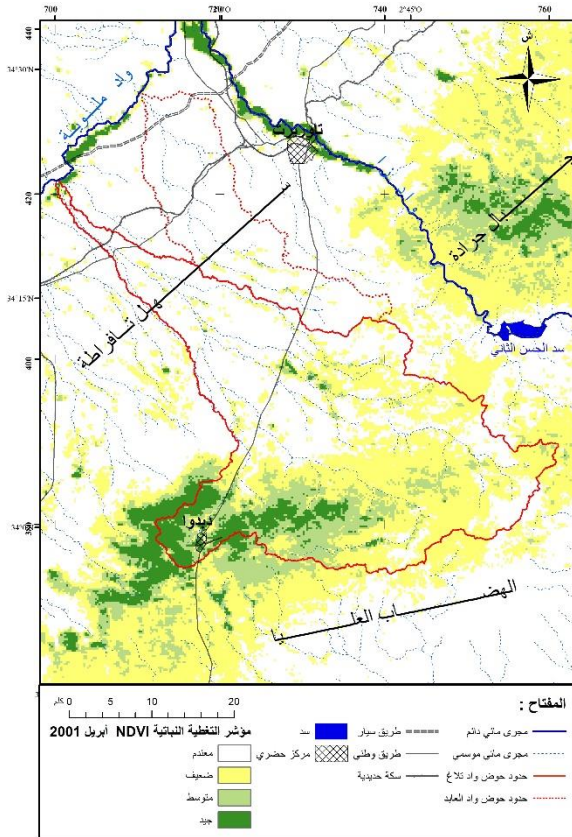 700 720 740 760
2°45
440
34°30'N
420
34°15'N
400
380
ش
واد ملويـة
تاوريرت
جرادة
سهل تافراطة
سد الحسن الثاني
دبدوا
الهضاب العليا
المفتاح :
مجرى مائي دائم
مجرى مائي موسمي
حدود حوض واد تلاغ
حدود حوض واد العابد
طريق سيار
طريق وطني
سكة حديدية
سد
مركز حضري
كلم 0 5 10 20
مؤشر التغطية النباتية NDVI أبريل 2001
منعدم
ضعيف
متوسط
جيد